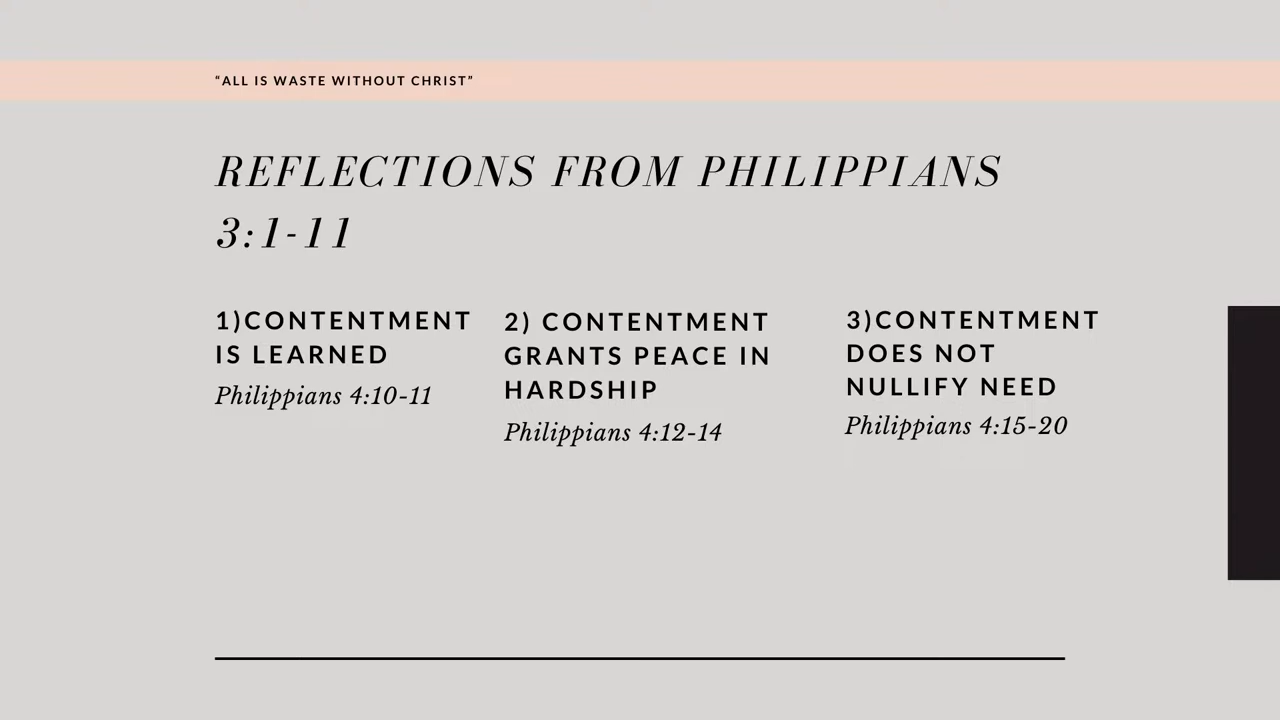 “ALL IS WASTE WITHOUT CHRIST”
REFLECTIONS FROM PHILIPPIANS
3:1-11
1)CONTENTMENT
IS LEARNED
Philippians 4:10-11
2) CONTENTMENT
GRANTS PEACE IN
HARDSHIP
Philippians 4:12-14
3)CONTENTMENT
DOES NOT
NULLIFY NEED
Philippians 4:15-20